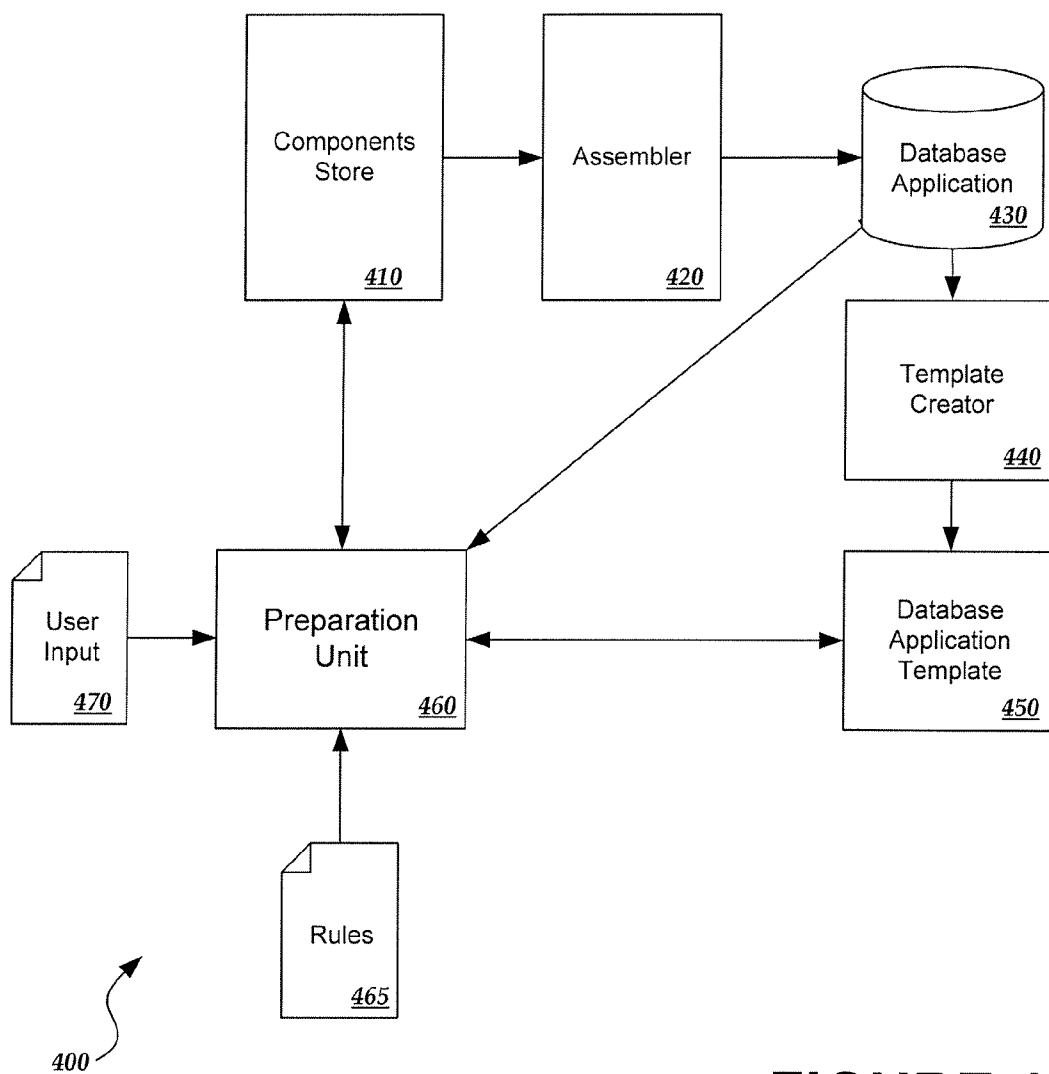 Components
Store
410
Assembler
420
Database
Application
430
Template
Creator
440
User
Input
470
Preparation
Unit
460
Database
Application
Template
450
Rules
465
400